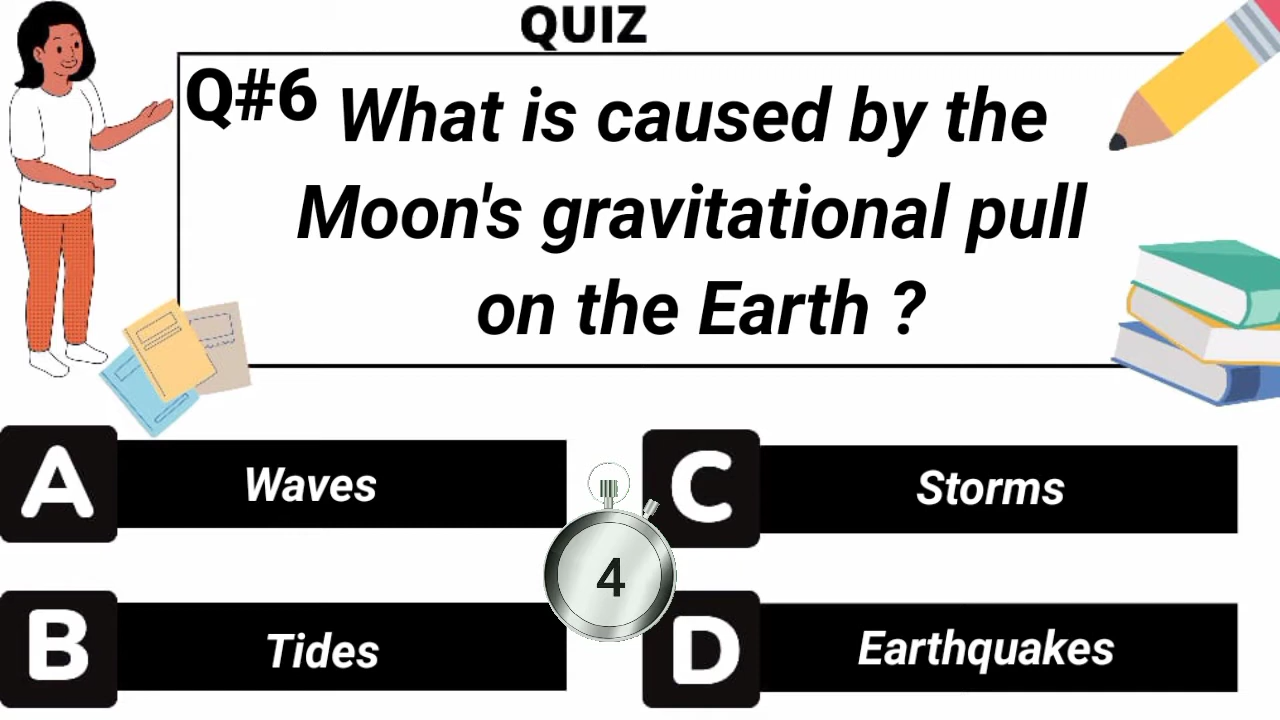 QUIZ
Q#6 What is caused by the
Moon's gravitational pull
on the Earth ?
A Waves
C Storms
4
B Tides
D Earthquakes